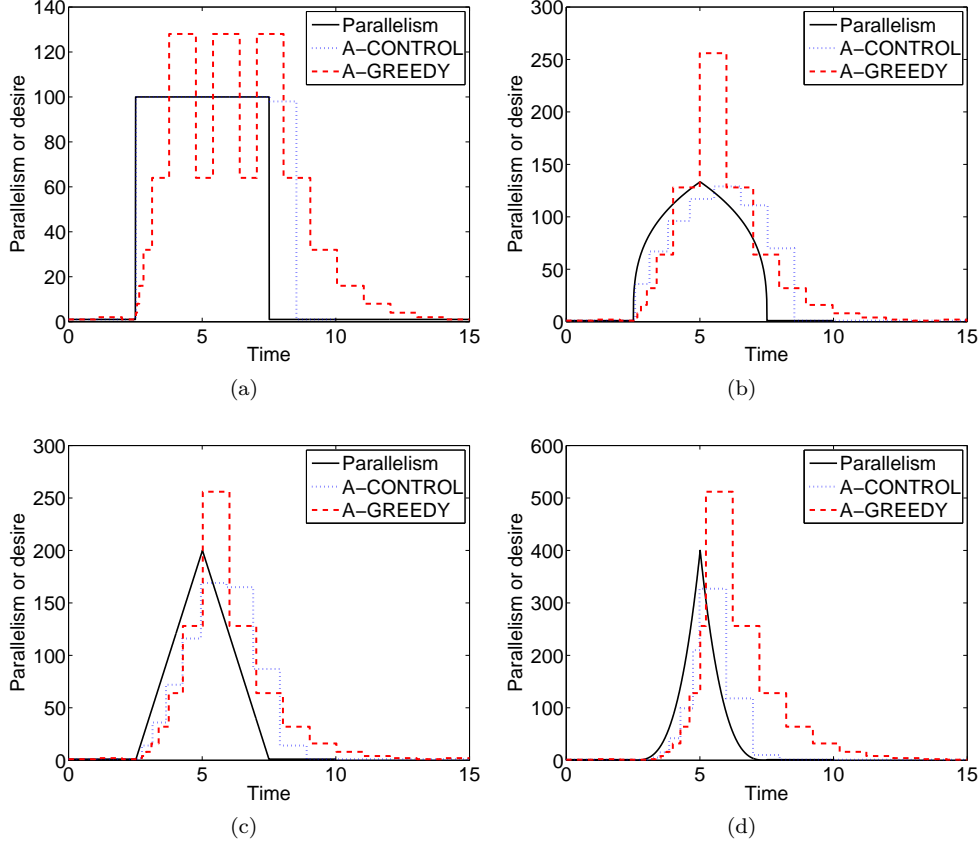 140
120
100
80
60
40
20
0
Parallelism or desire
Parallelism
A-CONTROL
A-GREEDY
0 5 10 15
Time
(a)
300
250
200
150
100
50
0
Parallelism or desire
Parallelism
A-CONTROL
A-GREEDY
0 5 10 15
Time
(b)
300
250
200
150
100
50
0
Parallelism or desire
Parallelism
A-CONTROL
A-GREEDY
0 5 10 15
Time
(c)
600
500
400
300
200
100
0
Parallelism or desire
Parallelism
A-CONTROL
A-GREEDY
0 5 10 15
Time
(d)